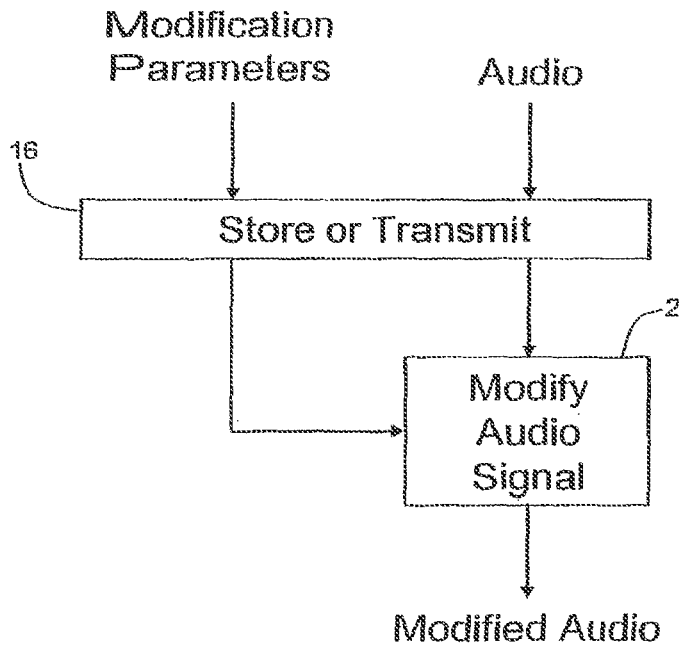 Modification
Parameters
Audio
16
Store or Transmit
2
Modify
Audio
Signal
Modified Audio